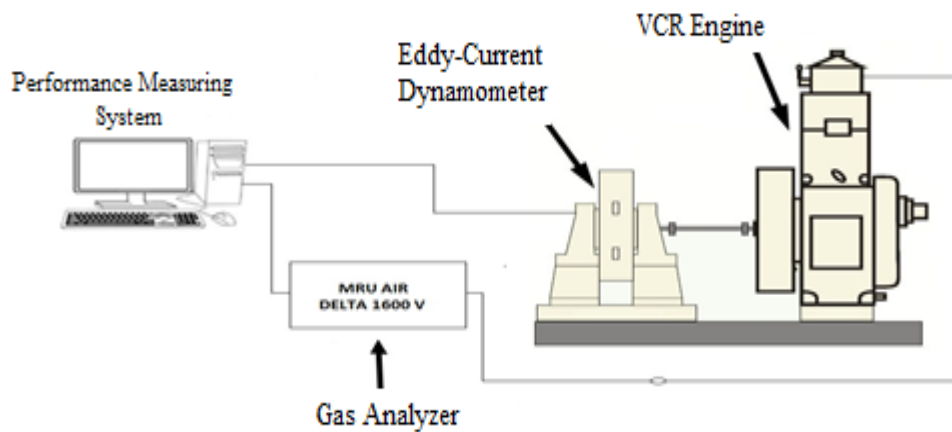 VCR Engine
Eddy-Current
Dynamometer
Performance Measuring
System
MRU AIR
DELTA 1600 V
Gas Analyzer